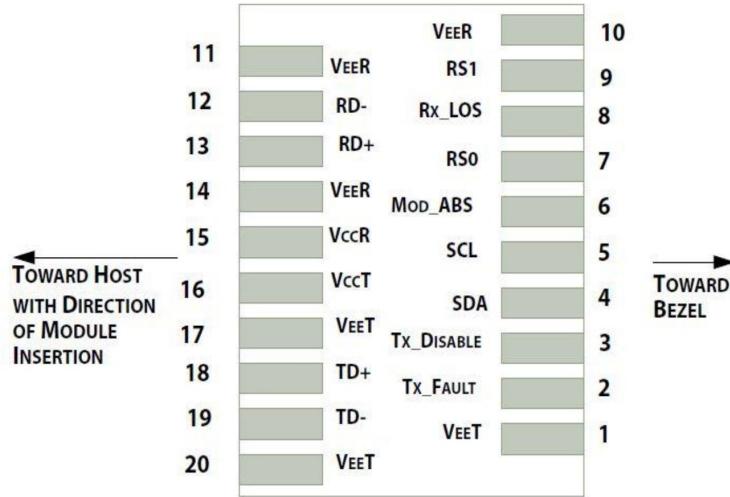 11 VEER
12 RD-
13 RD+
14 VEER
15 VCCR
16 VCCT
17 VEET
18 TD+
19 TD-
20 VEET
VEER 10
RS1 9
RX_LOS 8
RS0 7
MOD_ABS 6
SCL 5
SDA 4
TX_DISABLE 3
TX_FAULT 2
VEET 1
TOWARD HOST
WITH DIRECTION
OF MODULE
INSERTION
TOWARD
BEZEL